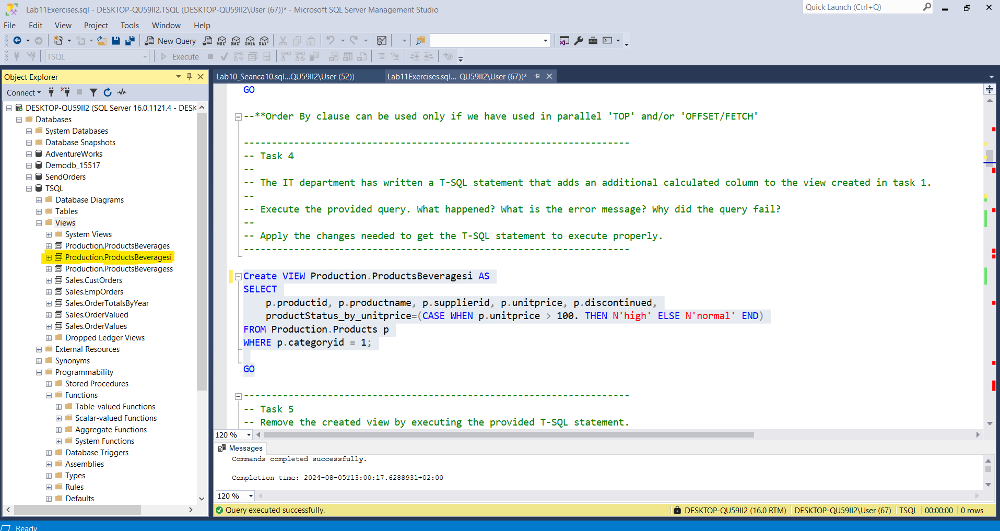 Lab11Exercises.sql - DESKTOP-QU59II2.TSQL (DESKTOP-QU59II2\User (67))* - Microsoft SQL Server Management Studio
Quick Launch (Ctrl+Q)
File Edit View Project Tools Window Help
New Query MDX DMX XMLA DAX
TSQL Execute
Object Explorer
Lab10_Seanca10.sql...QU59II2\User (52))
Lab11Exercises.sql...-QU59II2\User (67))*
Connect
DESKTOP-QU59II2 (SQL Server 16.0.1121.4 - DESK
Databases
System Databases
Database Snapshots
AdventureWorks
Demodb_15517
SendOrders
TSQL
Database Diagrams
Tables
Views
System Views
Production.ProductsBeverages
Production.ProductsBeveragesi
Production.ProductsBeveragess
Sales.CustOrders
Sales.EmpOrders
Sales.OrderTotalsByYear
Sales.OrderValued
Sales.OrderValues
Dropped Ledger Views
External Resources
Synonyms
Programmability
Stored Procedures
Functions
Table-valued Functions
Scalar-valued Functions
Aggregate Functions
System Functions
Database Triggers
Assemblies
Types
Rules
Defaults
GO
--**Order By clause can be used only if we have used in parallel 'TOP' and/or 'OFFSET/FETCH'
---------------------------------------------------------------------
-- Task 4
--
-- The IT department has written a T-SQL statement that adds an additional calculated column to the view created in task 1.
--
-- Execute the provided query. What happened? What is the error message? Why did the query fail?
--
-- Apply the changes needed to get the T-SQL statement to execute properly.
---------------------------------------------------------------------
Create VIEW Production.ProductsBeveragesi AS
SELECT
p.productid, p.productname, p.supplierid, p.unitprice, p.discontinued,
productStatus_by_unitprice=(CASE WHEN p.unitprice > 100. THEN N'high' ELSE N'normal' END)
FROM Production.Products p
WHERE p.categoryid = 1;
GO
---------------------------------------------------------------------
-- Task 5
-- Remove the created view by executing the provided T-SQL statement.
120 %
Messages
Commands completed successfully.
Completion time: 2024-08-05T13:00:17.6288931+02:00
120 %
Query executed successfully.
DESKTOP-QU59II2 (16.0 RTM) DESKTOP-QU59II2\User (67) TSQL 00:00:00 0 rows
Ready